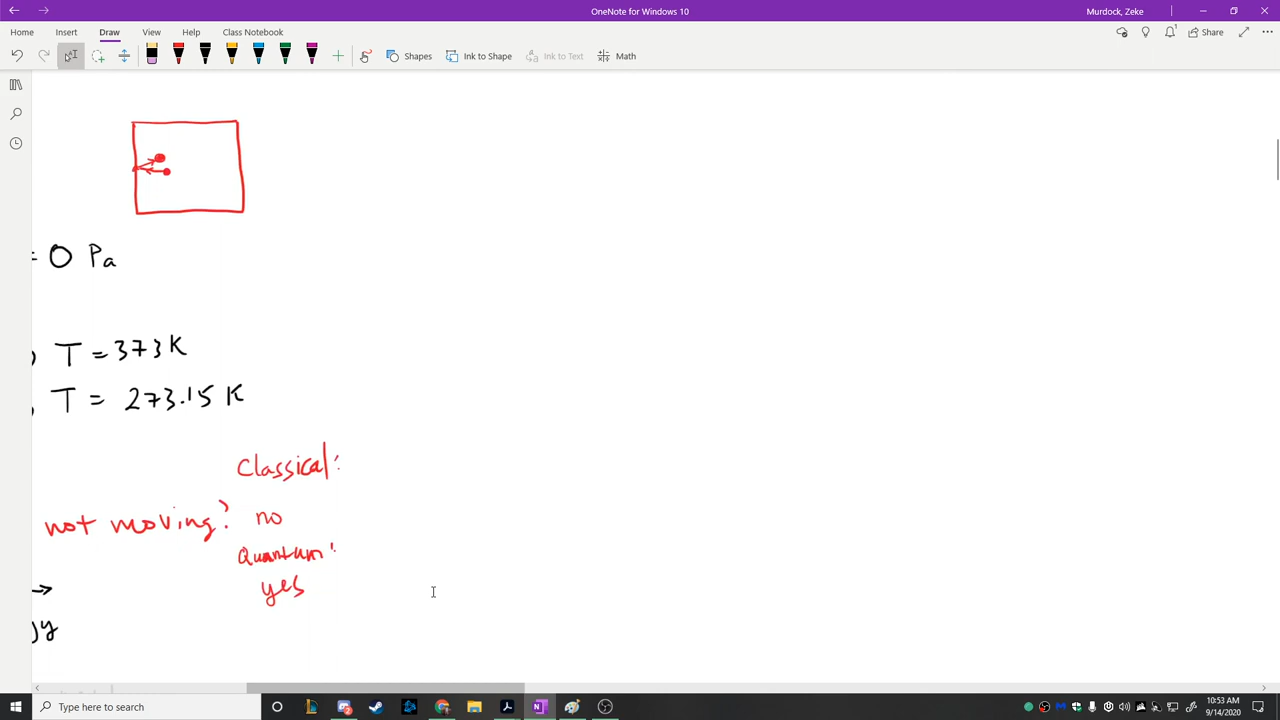 OneNote for Windows 10
Murdock, Zeke
Home Insert Draw View Help Class Notebook
Share
Shapes Ink to Shape Ink to Text Math
= 0 Pa
) T = 373 K
) T = 273.15 K
Classical:
not moving? no
Quantum:
yes
gy
Type here to search
10:53 AM
9/14/2020